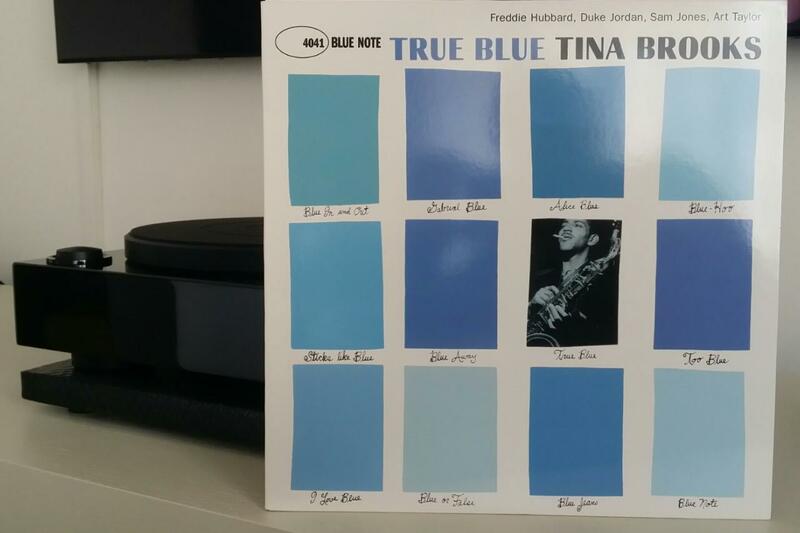 Freddie Hubbard, Duke Jordan, Sam Jones, Art Taylor
4041 BLUE NOTE TRUE BLUE TINA BROOKS
Blue In and Out Gabriel Blue Alice Blue Blue-Hoo
Sticks like Blue Blue Away True Blue Too Blue
I Love Blue Blue or False Blue Jeans Blue Note